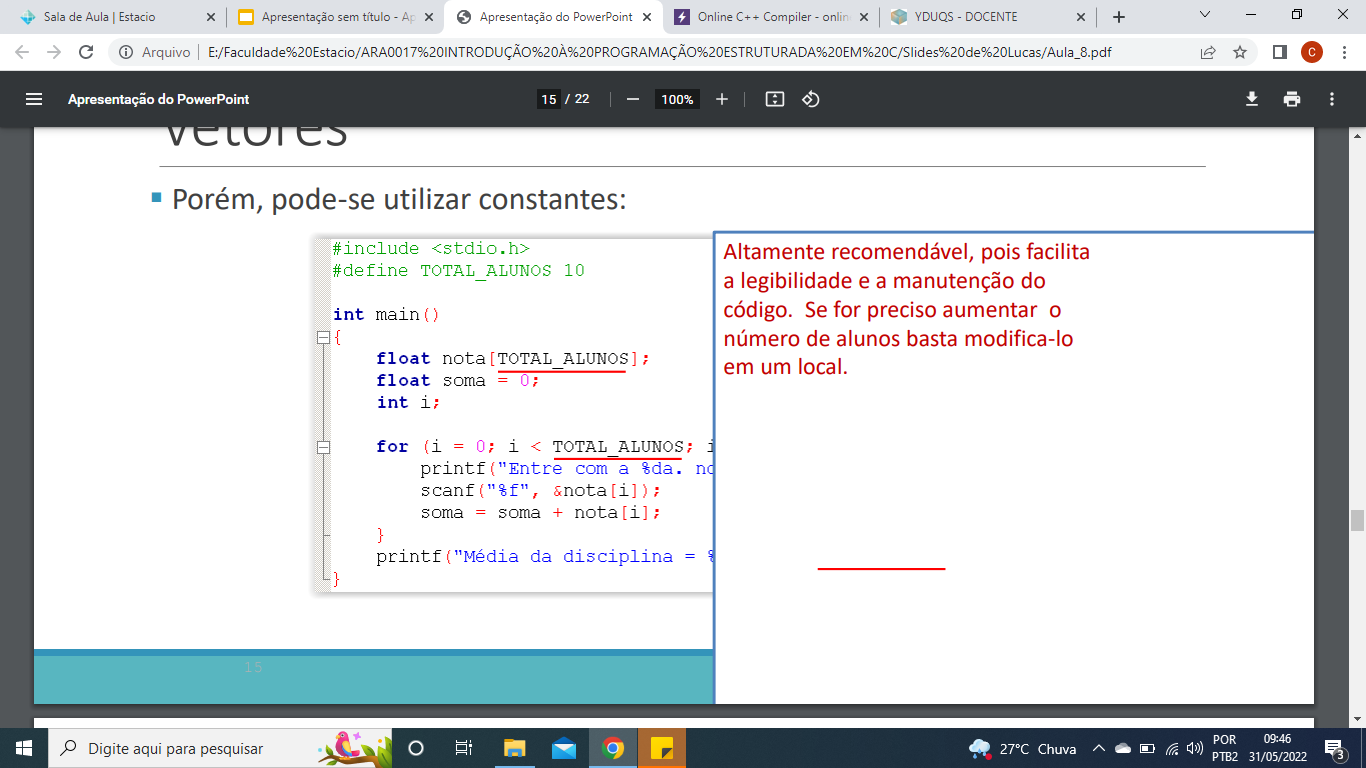 Sala de Aula | Estacio
Apresentação sem título - Ap
Apresentação do PowerPoint
Online C++ Compiler - onlin
YDUQS - DOCENTE
Arquivo
E:/Faculdade%20Estacio/ARA0017%20INTRODUÇÃO%20À%20PROGRAMAÇÃO%20ESTRUTURADA%20EM%20C/Slides%20de%20Lucas/Aula_8.pdf
C
Apresentação do PowerPoint
15 / 22
100%
Vetores
Porém, pode-se utilizar constantes:
#include <stdio.h>
#define TOTAL_ALUNOS 10
int main()
{
float nota[TOTAL_ALUNOS];
float soma = 0;
int i;
for (i = 0; i < TOTAL_ALUNOS; i
printf("Entre com a %da. no
scanf("%f", &nota[i]);
soma = soma + nota[i];
}
printf("Média da disciplina = %
}
Altamente recomendável, pois facilita
a legibilidade e a manutenção do
código. Se for preciso aumentar o
número de alunos basta modifica-lo
em um local.
15
Digite aqui para pesquisar
27°C Chuva
POR
PTB2
09:46
31/05/2022
3